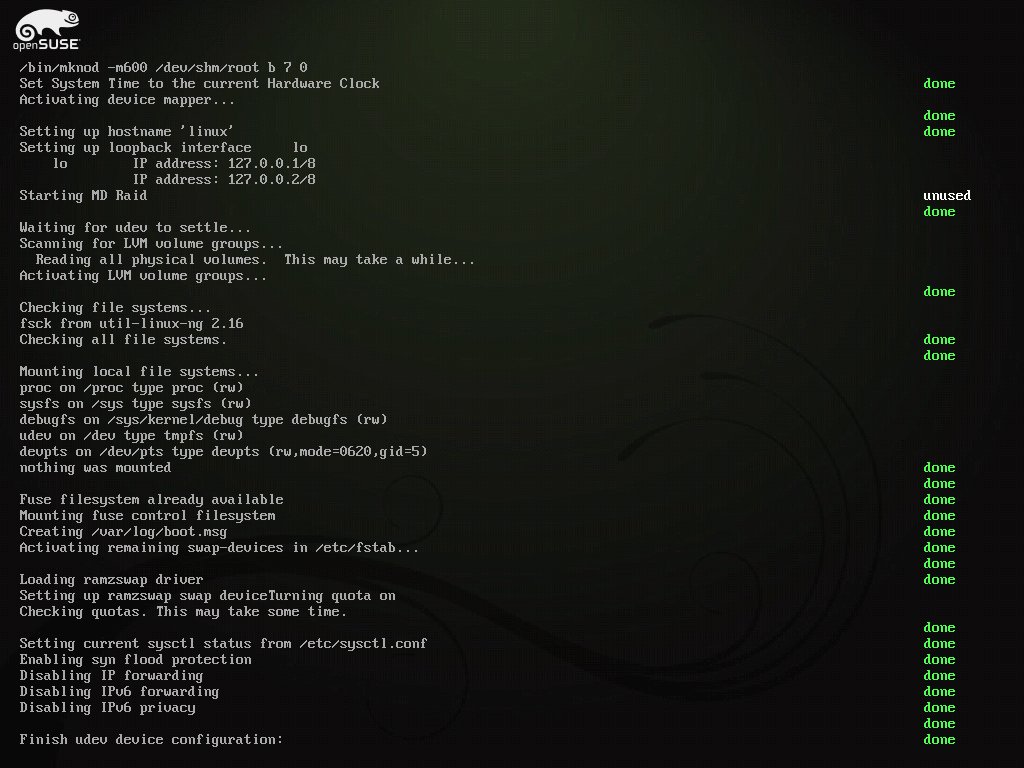 openSUSE
/bin/mknod -m600 /dev/shm/root b 7 0
Set System Time to the current Hardware Clock done
Activating device mapper...
done
Setting up hostname 'linux' done
Setting up loopback interface lo
lo IP address: 127.0.0.1/8
IP address: 127.0.0.2/8
Starting MD Raid unused
done
Waiting for udev to settle...
Scanning for LVM volume groups...
Reading all physical volumes. This may take a while...
Activating LVM volume groups...
done
Checking file systems...
fsck from util-linux-ng 2.16
Checking all file systems. done
done
Mounting local file systems...
proc on /proc type proc (rw)
sysfs on /sys type sysfs (rw)
debugfs on /sys/kernel/debug type debugfs (rw)
udev on /dev type tmpfs (rw)
devpts on /dev/pts type devpts (rw,mode=0620,gid=5)
nothing was mounted done
done
Fuse filesystem already available done
Mounting fuse control filesystem done
Creating /var/log/boot.msg done
Activating remaining swap-devices in /etc/fstab... done
done
Loading ramzswap driver done
Setting up ramzswap swap deviceTurning quota on
Checking quotas. This may take some time.
done
Setting current sysctl status from /etc/sysctl.conf done
Enabling syn flood protection done
Disabling IP forwarding done
Disabling IPv6 forwarding done
Disabling IPv6 privacy done
done
Finish udev device configuration: done